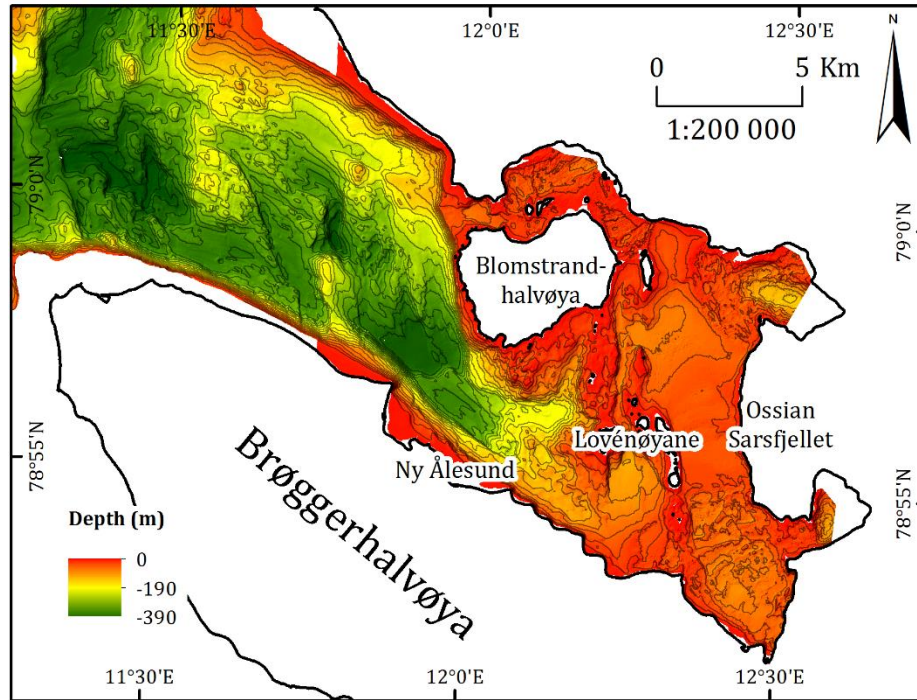 11°30'E
12°0'E
12°30'E
N
0
5 Km
1:200 000
79°0'N
79°0'N
Blomstrand-
halvøya
Ossian
Sarsfjellet
Lovénøyane
Ny Ålesund
78°55'N
78°55'N
Brøggerhalvøya
Depth (m)
0
-190
-390
11°30'E
12°0'E
12°30'E